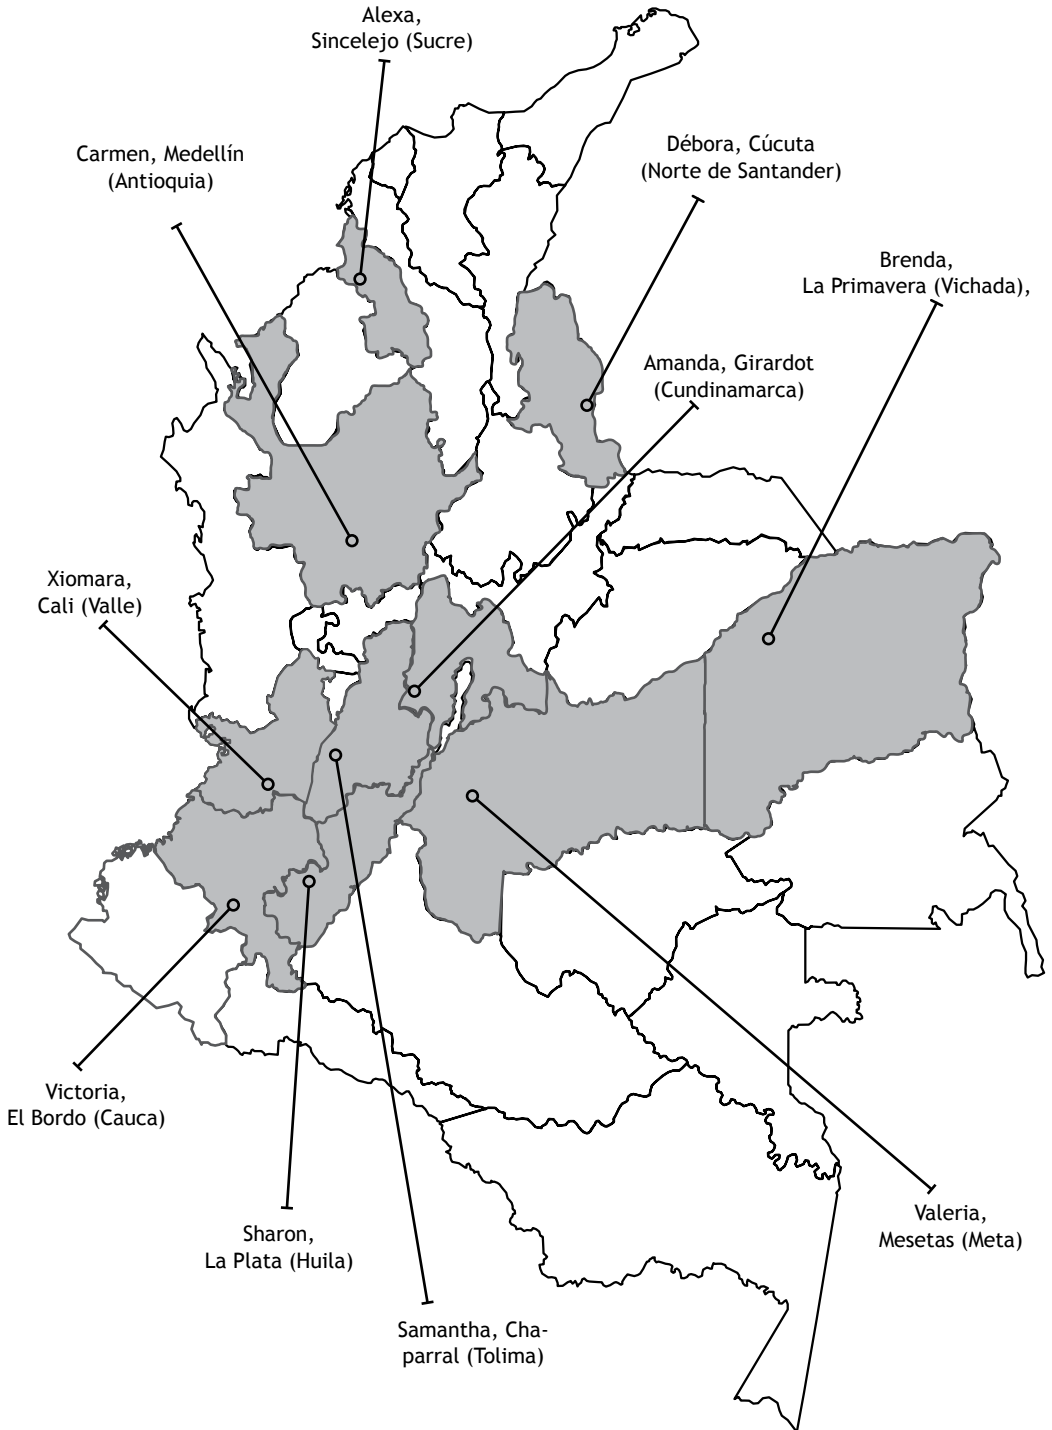 Alexa,
Sincelejo (Sucre)
Carmen, Medellín
(Antioquia)
Débora, Cúcuta
(Norte de Santander)
Brenda,
La Primavera (Vichada),
Amanda, Girardot
(Cundinamarca)
Xiomara,
Cali (Valle)
Victoria,
El Bordo (Cauca)
Sharon,
La Plata (Huila)
Samantha, Cha-
parral (Tolima)
Valeria,
Mesetas (Meta)